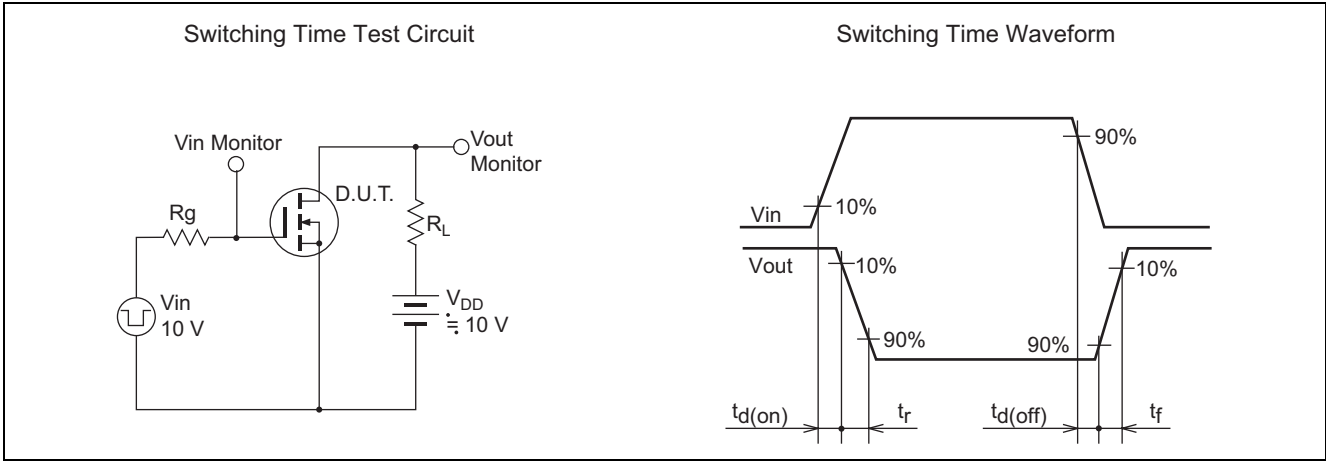 Switching Time Test Circuit
Vin Monitor
Vout
Monitor
D.U.T.
Rg
RL
Vin
10 V
VDD
≒ 10 V
Switching Time Waveform
90%
10%
Vin
Vout
10%
10%
90%
90%
td(on)
tr
td(off)
tf